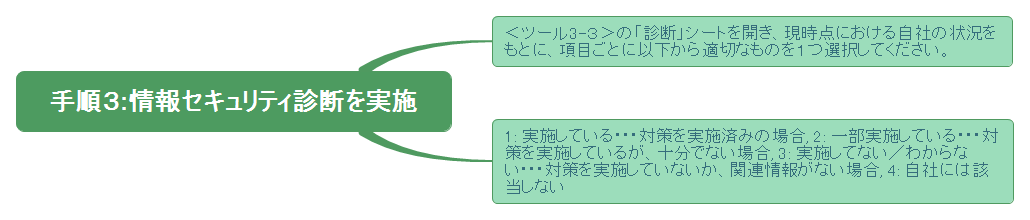 手順3:情報セキュリティ診断を実施
＜ツール3-3＞の「診断」シートを開き、現時点における自社の状況を
もとに、項目ごとに以下から適切なものを1つ選択してください。
1: 実施している･･･対策を実施済みの場合, 2: 一部実施している･･･対
策を実施しているが、十分でない場合, 3: 実施してない／わからな
い･･･対策を実施していないか、関連情報がない場合, 4: 自社には該
当しない